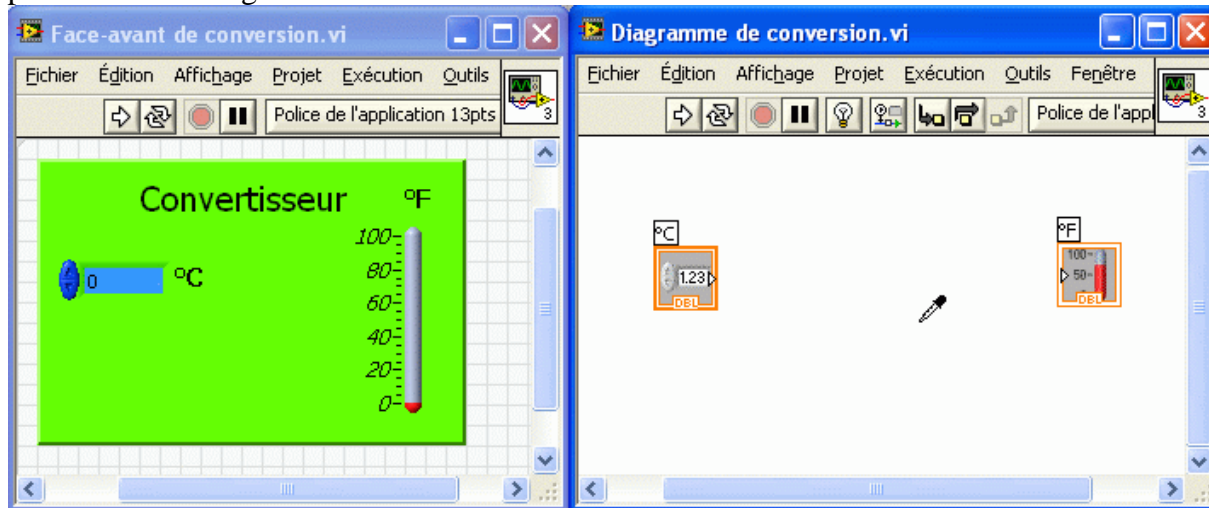 Face-avant de conversion.vi
Fichier Édition Affichage Projet Exécution Outils
Police de l'application 13pts
3
Convertisseur °F
100
80
60
40
20
0
0 °C
Diagramme de conversion.vi
Fichier Édition Affichage Projet Exécution Outils Fenêtre
Police de l'appl
3
°C
1.23
DBL
°F
100
50
DBL